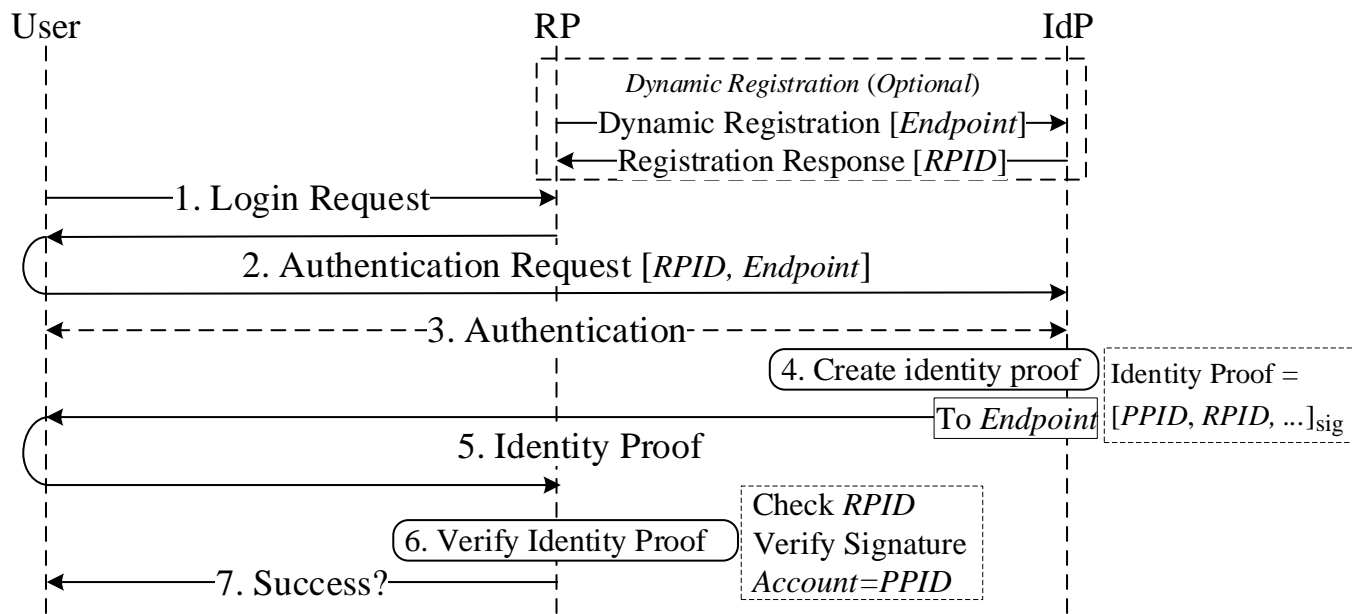 User RP IdP
Dynamic Registration (Optional)
Dynamic Registration [Endpoint]
Registration Response [RPID]
1. Login Request
2. Authentication Request [RPID, Endpoint]
3. Authentication
4. Create identity proof
Identity Proof =
[PPID, RPID, ...]sig
To Endpoint
5. Identity Proof
6. Verify Identity Proof
Check RPID
Verify Signature
Account=PPID
7. Success?